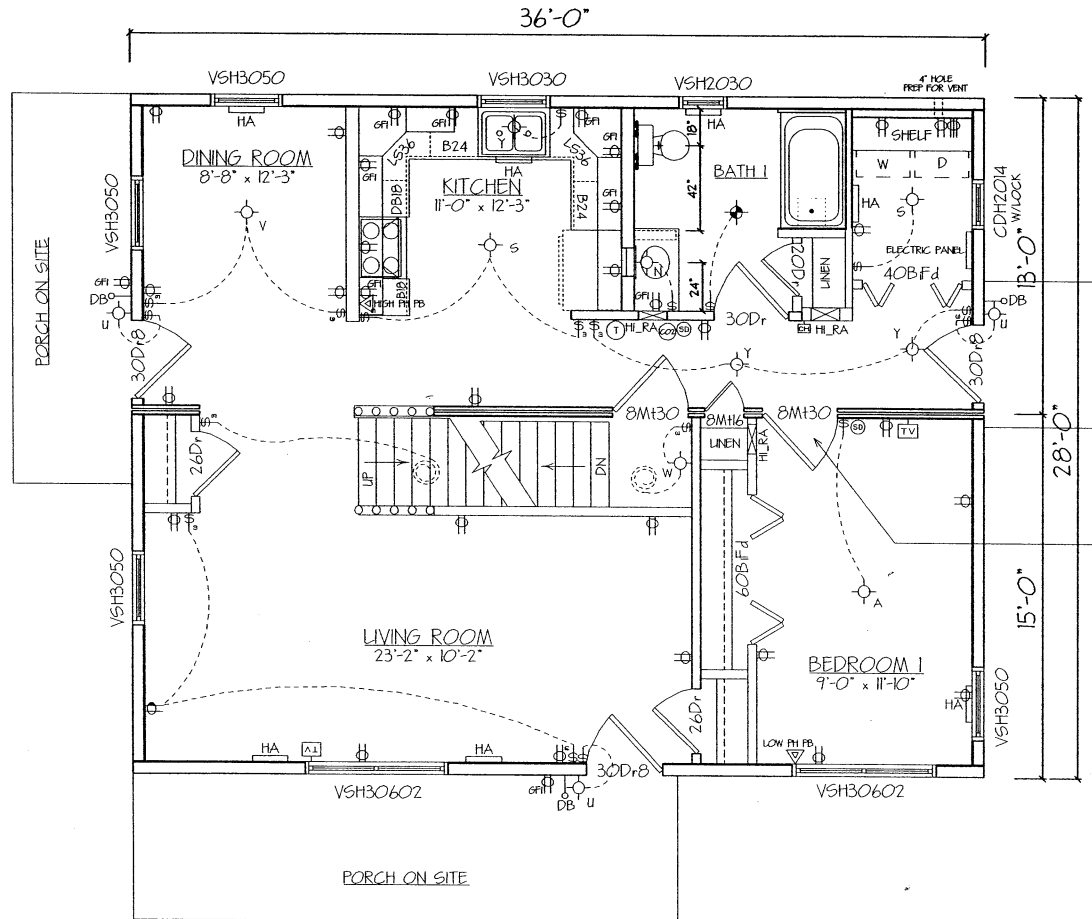 36'-0"
VSH3050
VSH3030
VSH2030
4" HOLE
PREP FOR VENT
HA
HA
HA
GFI
GFI
GFI
18"
SHELF
DINING ROOM
8'-8" x 12'-3"
LS36
B24
LS36
W
D
KITCHEN
11'-0" x 12'-3"
BATH 1
GFI
DB18
B24
42"
HA
VSH3050
CDH2014
W/LOCK
13'-0"
V
S
S
PORCH ON SITE
ELECTRIC PANEL
20Dr
LINEN
40BiFd
GFI
DB
U
GFI
HIGH PH PB
DB18
24"
GFI
DB
U
30Dr8
T
HI_RA
CO2
SD
30Dr
CH
HI_RA
Y
Y
30Dr8
8Mt30
8Mt16
8Mt30
28'-0"
26Dr
UP
DN
W
LINEN
HI_RA
SD
TV
VSH3050
60BiFd
A
15'-0"
LIVING ROOM
23'-2" x 10'-2"
BEDROOM 1
9'-0" x 11'-10"
26Dr
HA
VSH3050
HA
TV
HA
LOW PH PB
30Dr8
VSH30602
GFI
DB
U
VSH30602
PORCH ON SITE